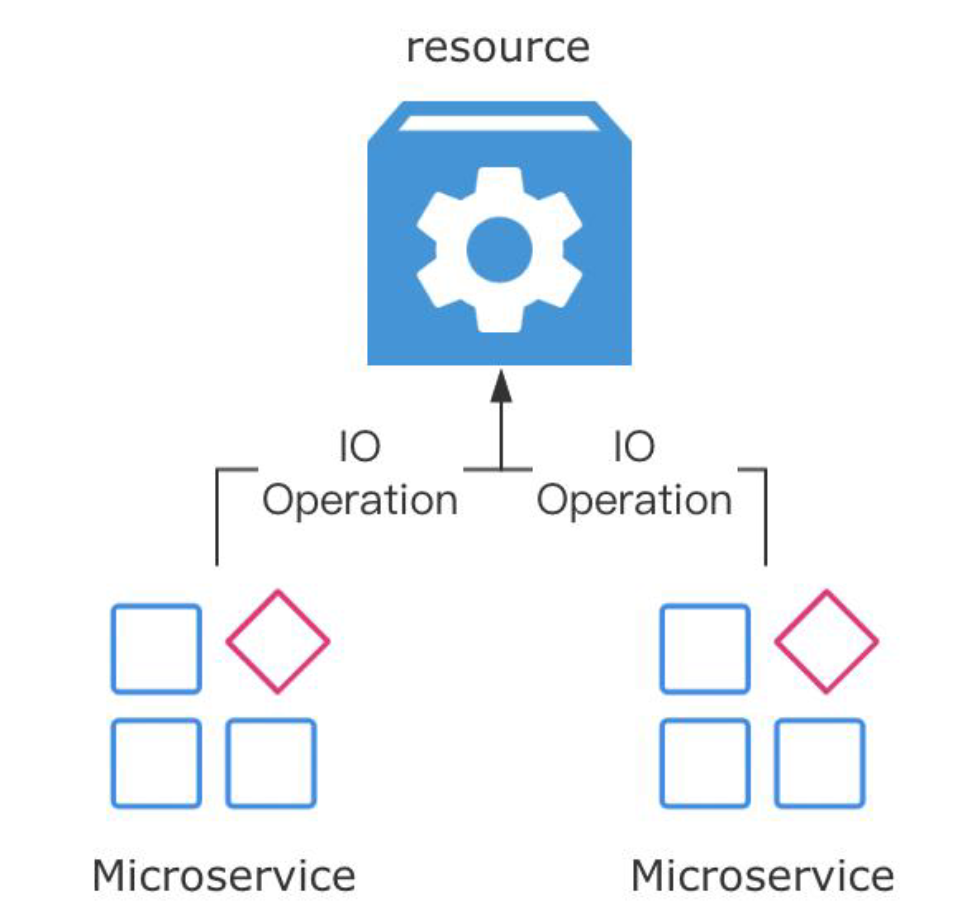 resource
IO
Operation
IO
Operation
Microservice
Microservice